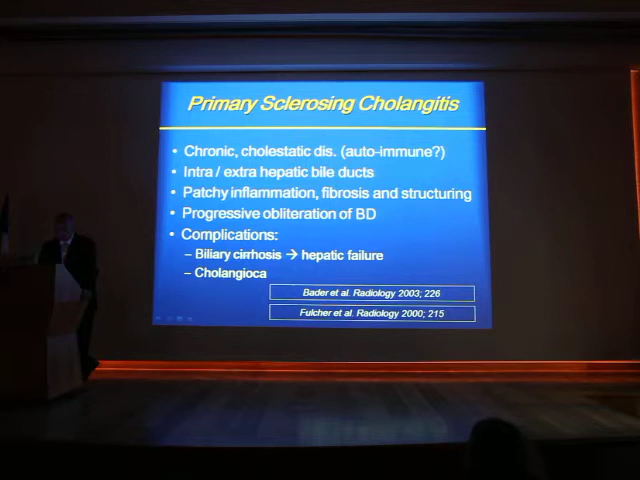 Primary Sclerosing Cholangitis
• Chronic, cholestatic dis. (auto-immune?)
• Intra / extra hepatic bile ducts
• Patchy inflammation, fibrosis and structuring
• Progressive obliteration of BD
• Complications:
– Biliary cirrhosis → hepatic failure
– Cholangioca
Bader et al. Radiology 2003; 226
Fulcher et al. Radiology 2000; 215